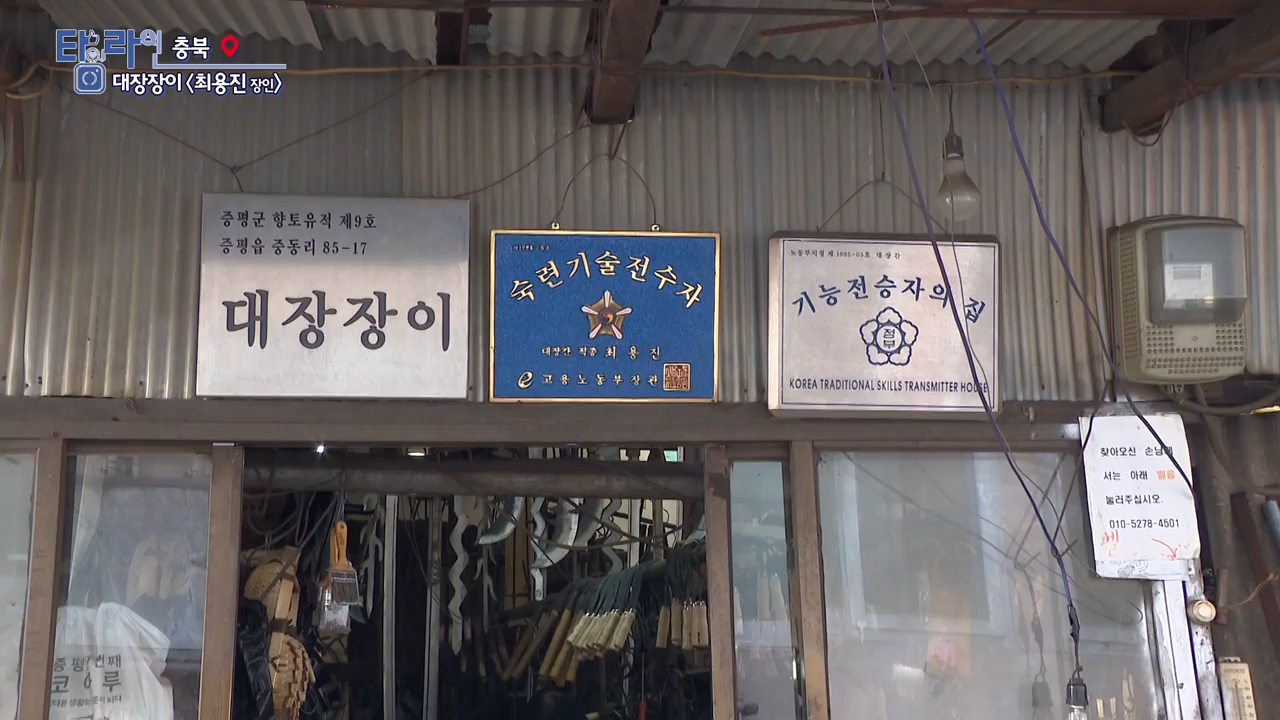 타라의 충북
대장장이 〈최용진 장인〉
증평군 향토유적 제9호
증평읍 중동리 85-17
대장장이
숙련기술전수자
대장간 직종 최용진
고용노동부장관
노동부지정 제 1995-05호 대장간
기능전승자의 집
정부
KOREA TRADITIONAL SKILLS TRANSMITTER HOUSE
찾아오신 손님께
서는 아래 벨을
눌러주십시오.
010-5278-4501
벨